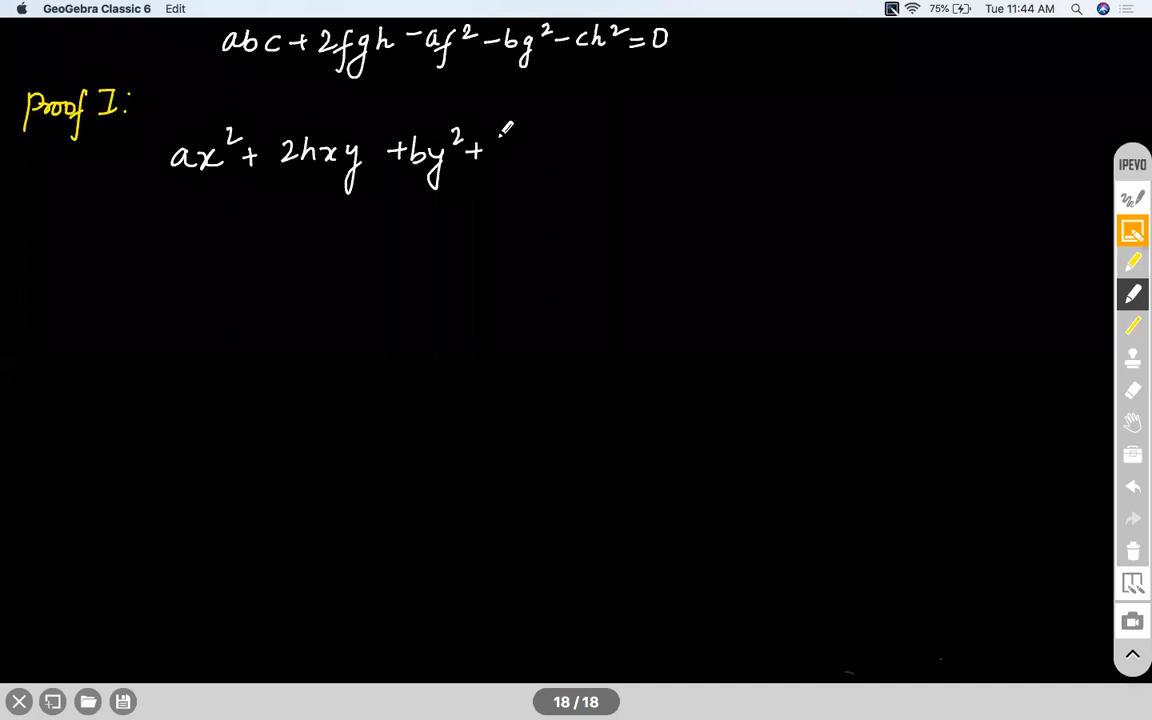 GeoGebra Classic 6 Edit 75% Tue 11:44 AM
abc + 2fgh - af² - bg² - ch² = 0
Proof I:
ax² + 2hxy + by² +
IPEVO
18 / 18